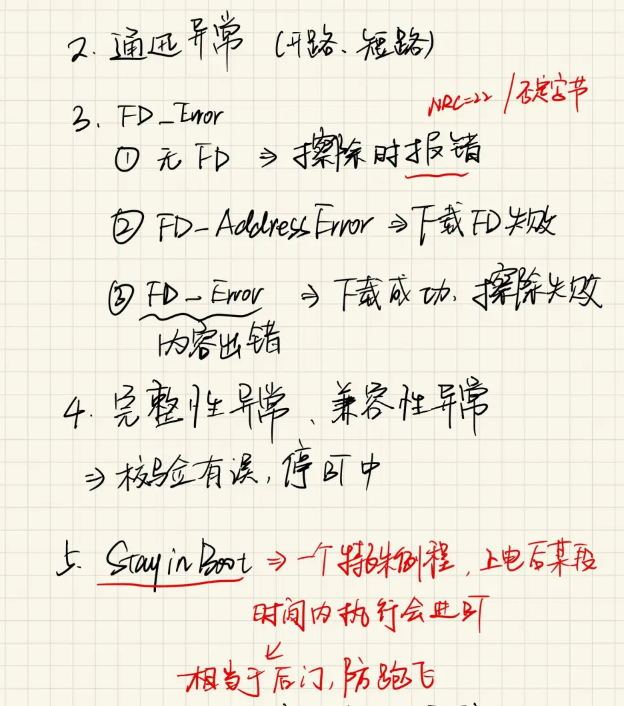 2. 通讯异常 (开路、短路)
NRC=22 / 否定字节
3. FD_Error
① 无FD ⇒ 擦除时报错
② FD-AddressError ⇒ 下载FD失败
③ FD_Error ⇒ 下载成功、擦除失败
内容出错
4. 完整性异常、兼容性异常
⇒ 校验有误, 停BT中
5. Stay in Boot ⇒ 一个特殊例程, 上电后某段
时间内执行会进BT
相当于后门, 防跑飞